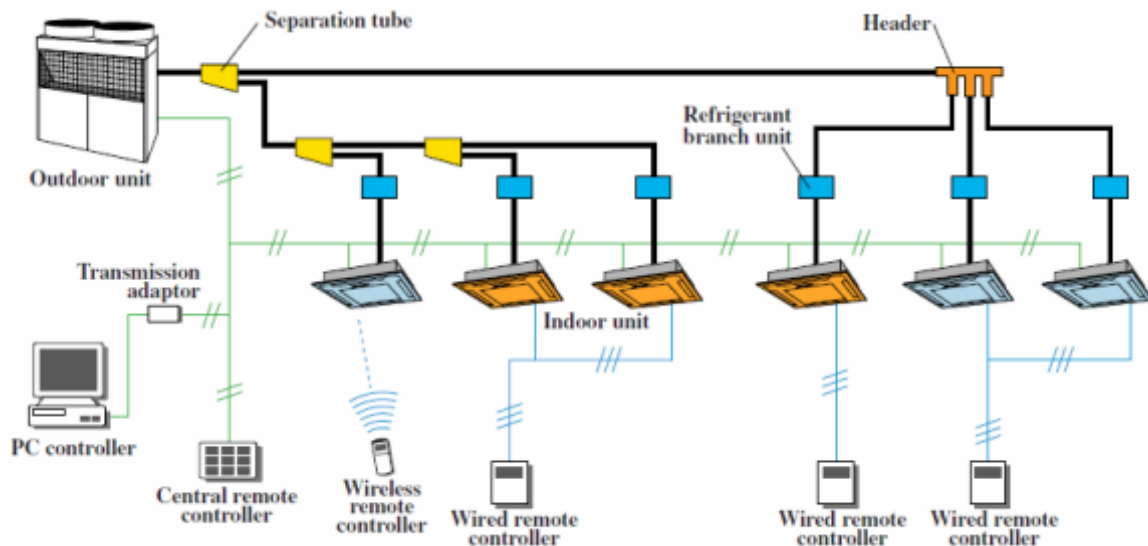 Separation tube
Header
Refrigerant
branch unit
Outdoor unit
Transmission
adaptor
Indoor unit
PC controller
Central remote
controller
Wireless
remote
controller
Wired remote
controller
Wired remote
controller
Wired remote
controller